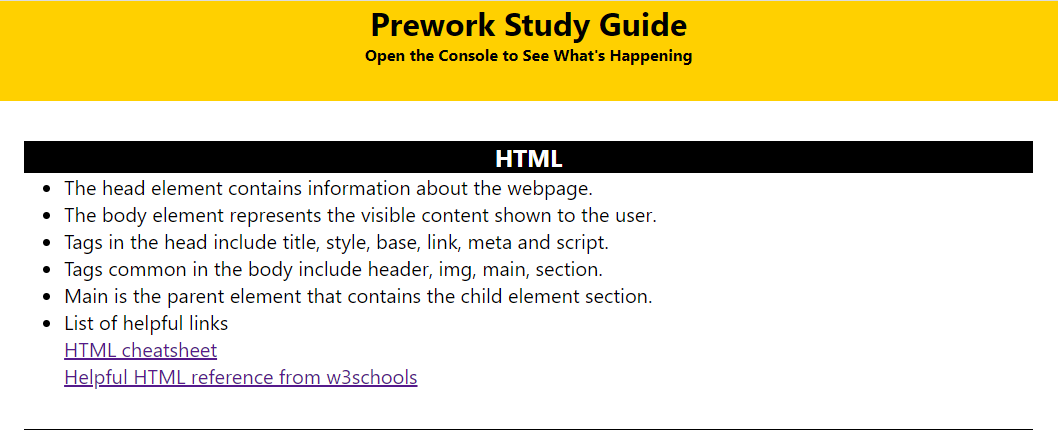 Prework Study Guide
Open the Console to See What's Happening
HTML
• The head element contains information about the webpage.
• The body element represents the visible content shown to the user.
• Tags in the head include title, style, base, link, meta and script.
• Tags common in the body include header, img, main, section.
• Main is the parent element that contains the child element section.
• List of helpful links
HTML cheatsheet
Helpful HTML reference from w3schools